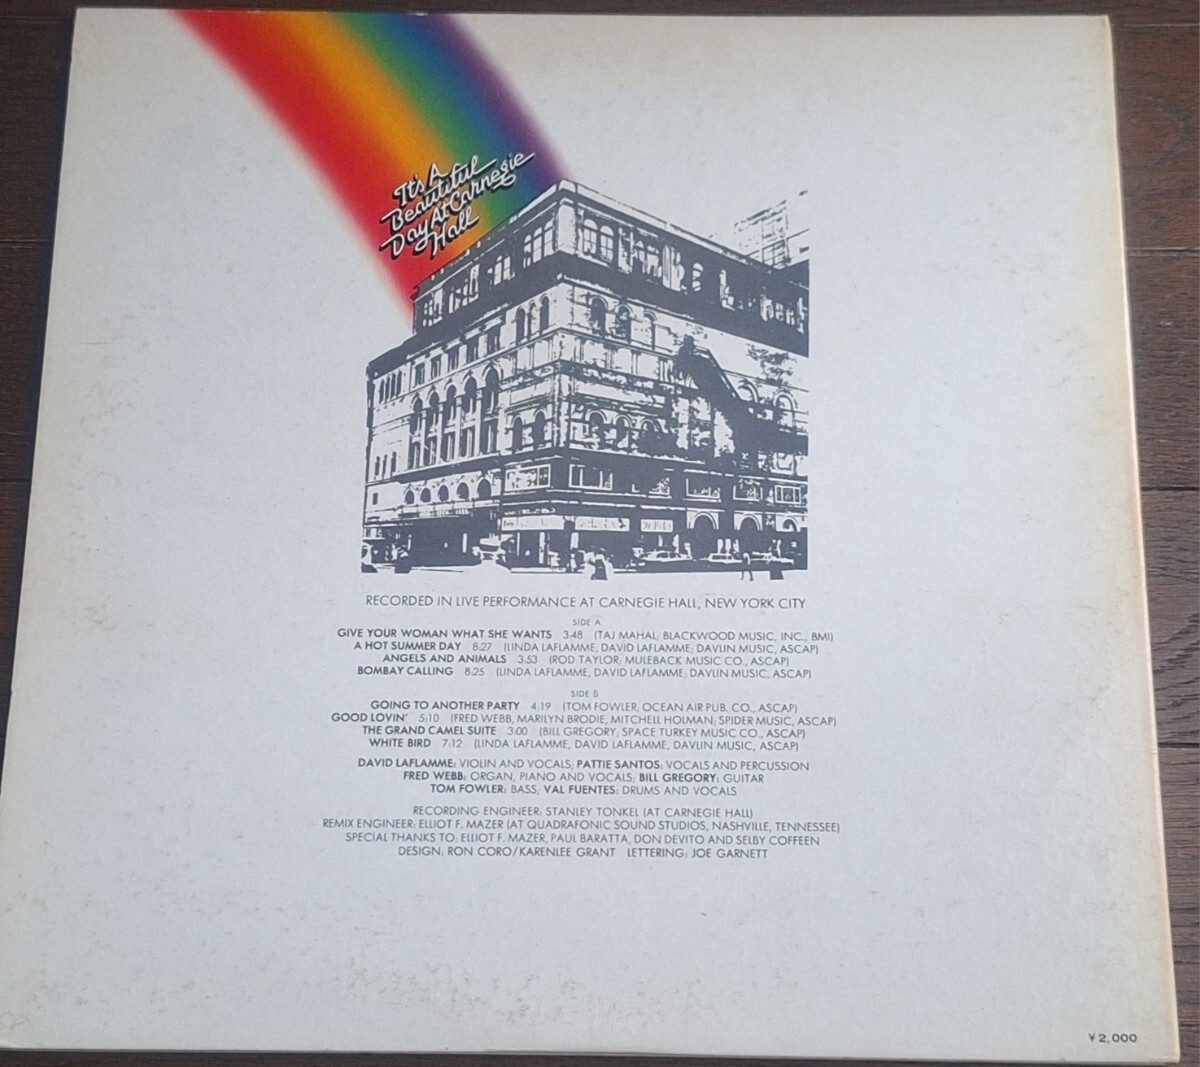 It's A
Beautiful
Day At Carnegie
Hall
RECORDED IN LIVE PERFORMANCE AT CARNEGIE HALL, NEW YORK CITY
SIDE A
GIVE YOUR WOMAN WHAT SHE WANTS 3:48 (TAJ MAHAL; BLACKWOOD MUSIC, INC., BMI)
A HOT SUMMER DAY 8:27 (LINDA LAFLAMME, DAVID LAFLAMME; DAVLIN MUSIC, ASCAP)
ANGELS AND ANIMALS 3:53 (ROD TAYLOR; MULEBACK MUSIC CO., ASCAP)
BOMBAY CALLING 8:25 (LINDA LAFLAMME, DAVID LAFLAMME; DAVLIN MUSIC, ASCAP)
SIDE B
GOING TO ANOTHER PARTY 4:19 (TOM FOWLER; OCEAN AIR PUB. CO., ASCAP)
GOOD LOVIN' 5:10 (FRED WEBB, MARILYN BRODIE, MITCHELL HOLMAN; SPIDER MUSIC, ASCAP)
THE GRAND CAMEL SUITE 3:00 (BILL GREGORY; SPACE TURKEY MUSIC CO., ASCAP)
WHITE BIRD 7:12 (LINDA LAFLAMME, DAVID LAFLAMME, DAVLIN MUSIC, ASCAP)
DAVID LAFLAMME: VIOLIN AND VOCALS; PATTIE SANTOS: VOCALS AND PERCUSSION
FRED WEBB: ORGAN, PIANO AND VOCALS; BILL GREGORY: GUITAR
TOM FOWLER: BASS; VAL FUENTES: DRUMS AND VOCALS
RECORDING ENGINEER: STANLEY TONKEL (AT CARNEGIE HALL)
REMIX ENGINEER: ELLIOT F. MAZER (AT QUADRAFONIC SOUND STUDIOS, NASHVILLE, TENNESSEE)
SPECIAL THANKS TO: ELLIOT F. MAZER, PAUL BARATTA, DON DEVITO AND SELBY COFFEEN
DESIGN: RON CORO/KARENLEE GRANT LETTERING: JOE GARNETT
¥2,000